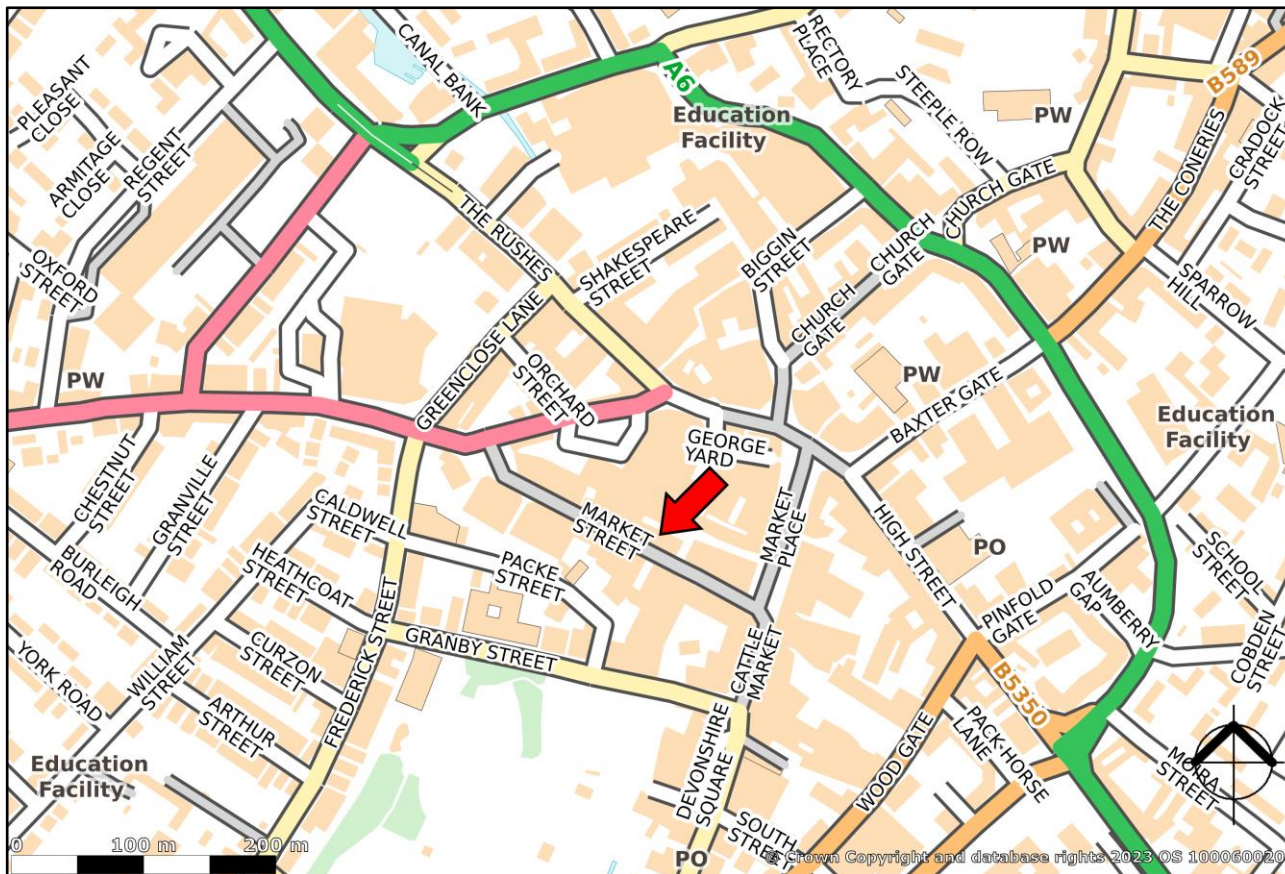 CANAL BANK
RECTORY
PLACE
B589
PLEASANT
CLOSE
A6
STEEPLE ROW
PW
CRADDOCK
STREET
Education
Facility
ARMITAGE
CLOSE
REGENT
STREET
THE CONERIES
CHURCH GATE
THE RUSHES
SHAKESPEARE
STREET
BIGGIN
STREET
CHURCH
GATE
PW
OXFORD
STREET
SPARROW
HILL
CHURCH
GATE
GREENCLOSE LANE
ORCHARD
STREET
PW
PW
BAXTER GATE
Education
Facility
GEORGE
YARD
CHESTNUT
STREET
GRANVILLE
STREET
CALDWELL
STREET
MARKET
STREET
MARKET
PLACE
HIGH STREET
PO
SCHOOL
STREET
BURLEIGH
ROAD
HEATHCOAT
STREET
PACKE
STREET
PINFOLD
GATE
AUMBERRY
GAP
COBDEN
STREET
YORK ROAD
WILLIAM
STREET
CURZON
STREET
FREDERICK STREET
GRANBY STREET
CATTLE
MARKET
B5350
ARTHUR
STREET
DEVONSHIRE
SQUARE
WOOD GATE
PACK HORSE
LANE
MOIRA
STREET
Education
Facility
SOUTH
STREET
PO
0 100 m 200 m
© Crown Copyright and database rights 2023 OS 100060020